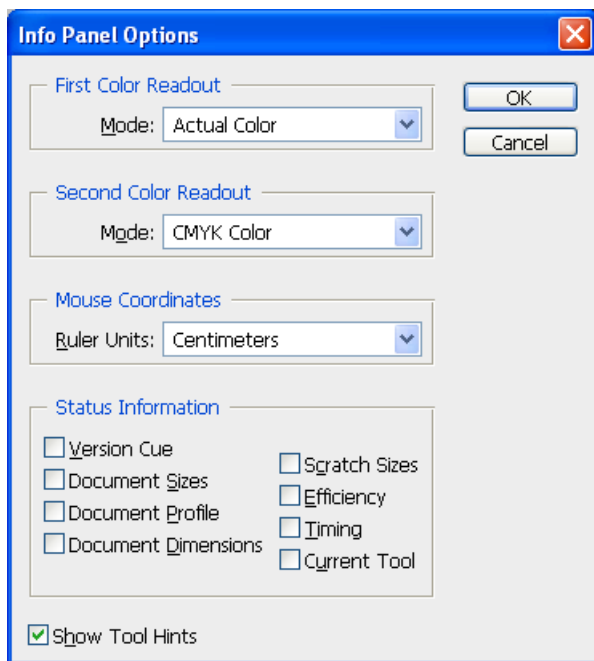 Info Panel Options
First Color Readout
Mode: Actual Color
OK
Cancel
Second Color Readout
Mode: CMYK Color
Mouse Coordinates
Ruler Units: Centimeters
Status Information
Version Cue
Document Sizes
Document Profile
Document Dimensions
Scratch Sizes
Efficiency
Timing
Current Tool
Show Tool Hints